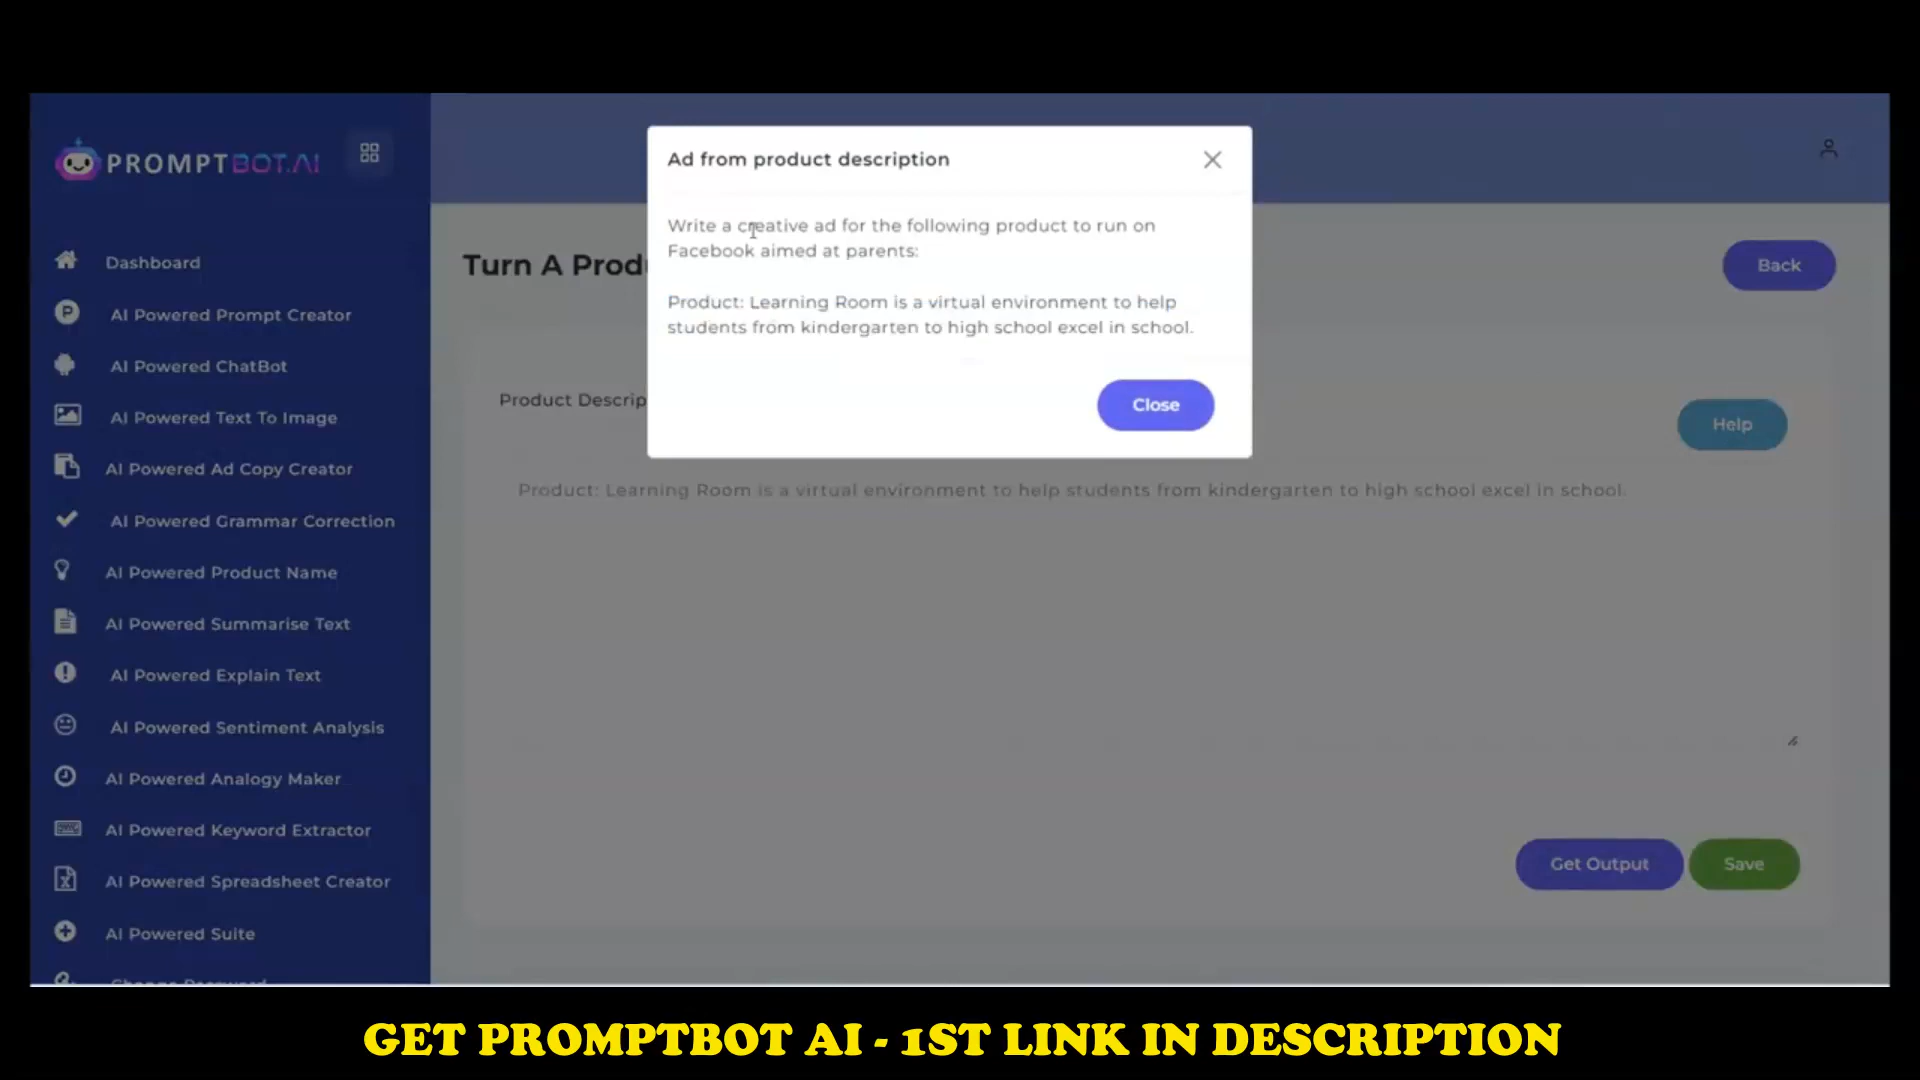 PROMPTBOT.AI
Dashboard
AI Powered Prompt Creator
AI Powered ChatBot
AI Powered Text To Image
AI Powered Ad Copy Creator
AI Powered Grammar Correction
AI Powered Product Name
AI Powered Summarise Text
AI Powered Explain Text
AI Powered Sentiment Analysis
AI Powered Analogy Maker
AI Powered Keyword Extractor
AI Powered Spreadsheet Creator
AI Powered Suite
Change Password
Turn A Prod
Back
Ad from product description
Write a creative ad for the following product to run on
Facebook aimed at parents:
Product: Learning Room is a virtual environment to help
students from kindergarten to high school excel in school.
Close
Product Descrip
Help
Product: Learning Room is a virtual environment to help students from kindergarten to high school excel in school.
Get Output
Save
GET PROMPTBOT AI - 1ST LINK IN DESCRIPTION